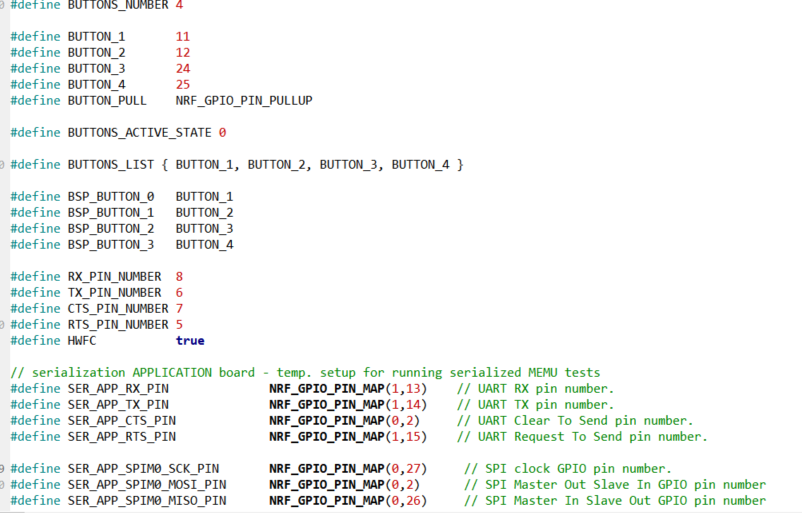 #define BUTTONS_NUMBER 4
#define BUTTON_1 11
#define BUTTON_2 12
#define BUTTON_3 24
#define BUTTON_4 25
#define BUTTON_PULL NRF_GPIO_PIN_PULLUP
#define BUTTONS_ACTIVE_STATE 0
#define BUTTONS_LIST { BUTTON_1, BUTTON_2, BUTTON_3, BUTTON_4 }
#define BSP_BUTTON_0 BUTTON_1
#define BSP_BUTTON_1 BUTTON_2
#define BSP_BUTTON_2 BUTTON_3
#define BSP_BUTTON_3 BUTTON_4
#define RX_PIN_NUMBER 8
#define TX_PIN_NUMBER 6
#define CTS_PIN_NUMBER 7
#define RTS_PIN_NUMBER 5
#define HWFC true
// serialization APPLICATION board - temp. setup for running serialized MEMU tests
#define SER_APP_RX_PIN NRF_GPIO_PIN_MAP(1,13) // UART RX pin number.
#define SER_APP_TX_PIN NRF_GPIO_PIN_MAP(1,14) // UART TX pin number.
#define SER_APP_CTS_PIN NRF_GPIO_PIN_MAP(0,2) // UART Clear To Send pin number.
#define SER_APP_RTS_PIN NRF_GPIO_PIN_MAP(1,15) // UART Request To Send pin number.
#define SER_APP_SPIM0_SCK_PIN NRF_GPIO_PIN_MAP(0,27) // SPI clock GPIO pin number.
#define SER_APP_SPIM0_MOSI_PIN NRF_GPIO_PIN_MAP(0,2) // SPI Master Out Slave In GPIO pin number
#define SER_APP_SPIM0_MISO_PIN NRF_GPIO_PIN_MAP(0,26) // SPI Master In Slave Out GPIO pin number